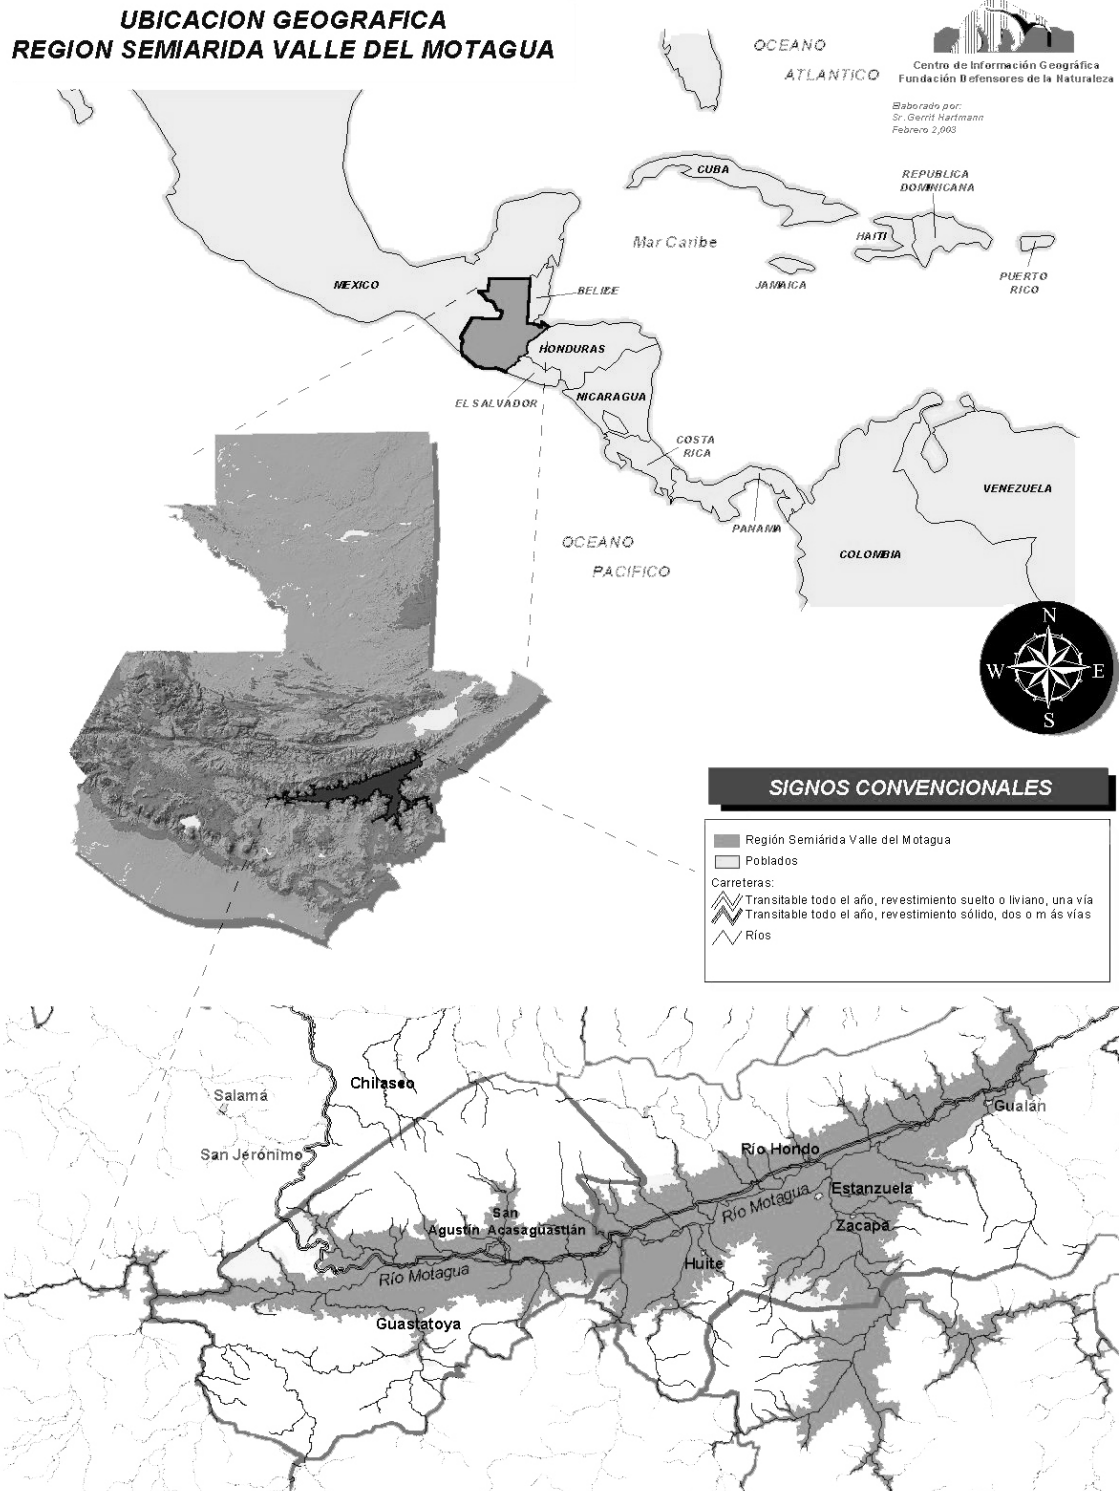 UBICACION GEOGRAFICA
REGION SEMIARIDA VALLE DEL MOTAGUA
OCEANO
ATLANTICO
Centro de Información Geográfica
Fundación Defensores de la Naturaleza
Elaborado por:
Sr. Gerrit Hartmann
Febrero 2,003
CUBA
REPUBLICA
DOMINICANA
HAITI
Mar Caribe
JAMAICA
PUERTO
RICO
MEXICO
BELICE
HONDURAS
EL SALVADOR
NICARAGUA
COSTA
RICA
PANAMA
VENEZUELA
COLOMBIA
OCEANO
PACIFICO
N
W
E
S
SIGNOS CONVENCIONALES
Región Semiárida Valle del Motagua
Poblados
Carreteras:
Transitable todo el año, revestimiento suelto o liviano, una vía
Transitable todo el año, revestimiento sólido, dos o m ás vías
Ríos
Chilasco
Salamá
San Jerónimo
Gualán
Río Hondo
Estanzuela
Río Motagua
Zacapa
San
Agustín Acasaguastlán
Huite
Río Motagua
Guastatoya